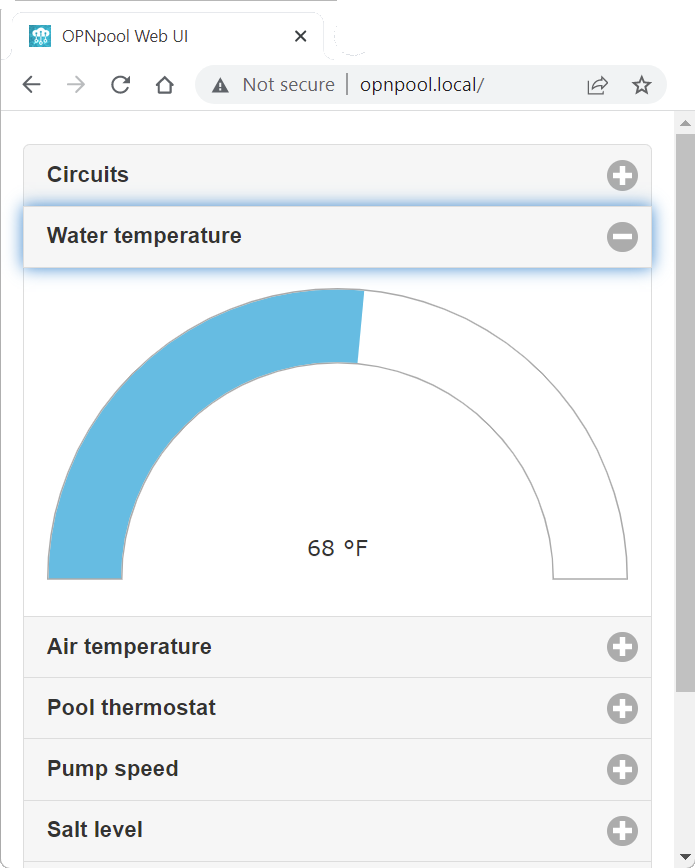 OPNpool Web UI
Not secure | opnpool.local/
Circuits
Water temperature
68 °F
Air temperature
Pool thermostat
Pump speed
Salt level